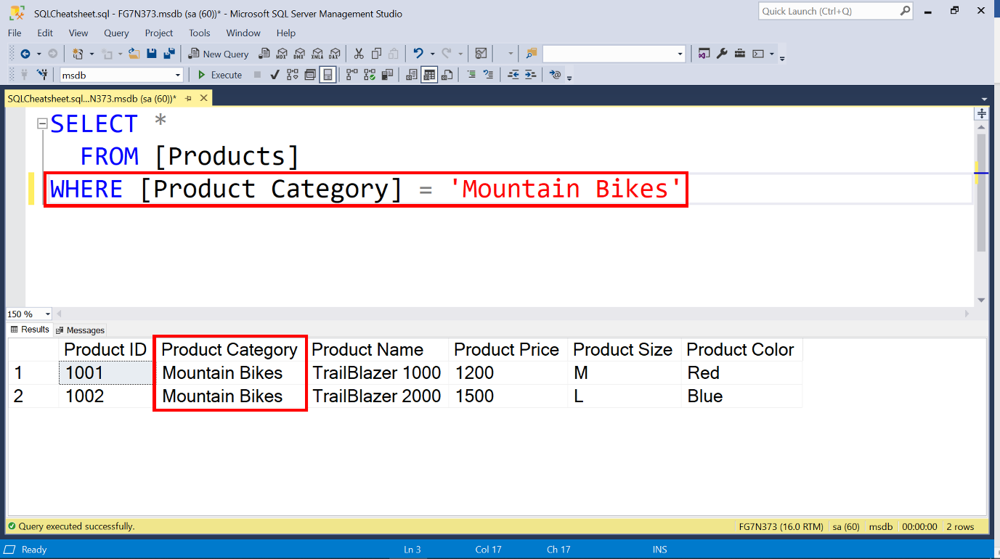 SQLCheatsheet.sql - FG7N373.msdb (sa (60))* - Microsoft SQL Server Management Studio
Quick Launch (Ctrl+Q)
File Edit View Query Project Tools Window Help
New Query MDX DMX XMLA DAX
msdb Execute
SQLCheatsheet.sql...N373.msdb (sa (60))*
SELECT *
FROM [Products]
WHERE [Product Category] = 'Mountain Bikes'
150 %
Results Messages
Product ID Product Category Product Name Product Price Product Size Product Color
1 1001 Mountain Bikes TrailBlazer 1000 1200 M Red
2 1002 Mountain Bikes TrailBlazer 2000 1500 L Blue
Query executed successfully. FG7N373 (16.0 RTM) sa (60) msdb 00:00:00 2 rows
Ready Ln 3 Col 17 Ch 17 INS